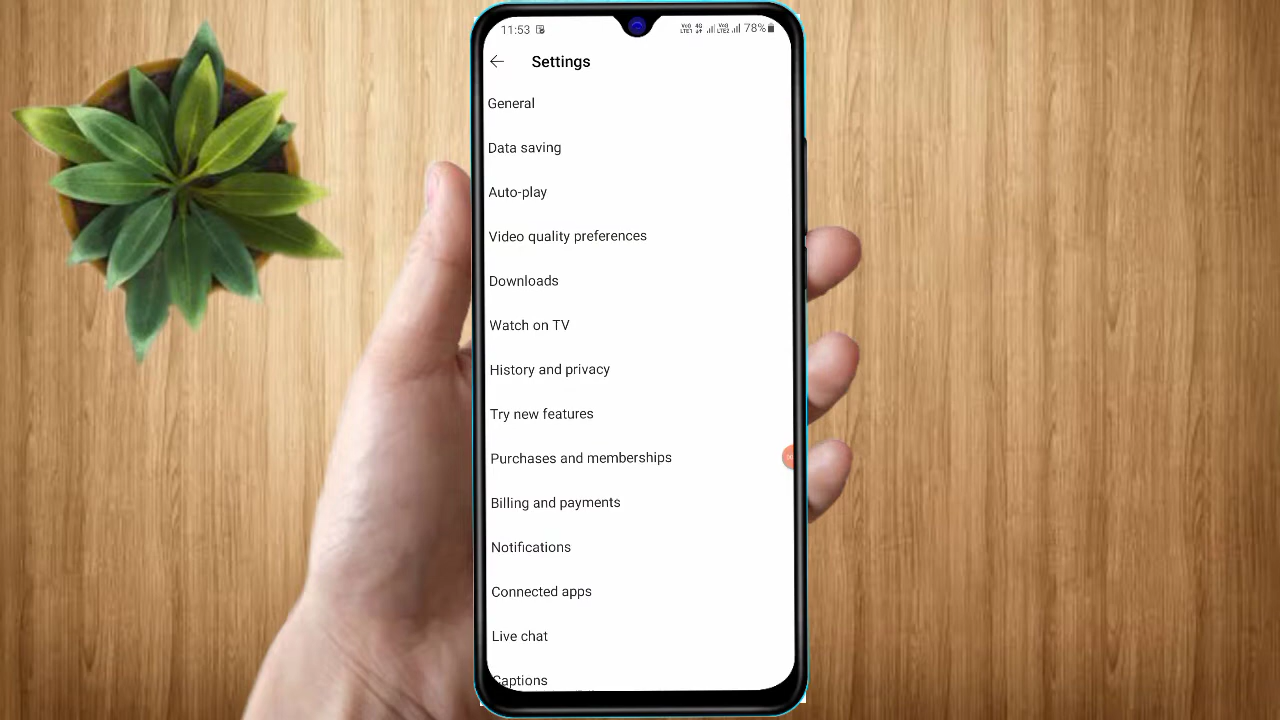 11:53 78%
Settings
General
Data saving
Auto-play
Video quality preferences
Downloads
Watch on TV
History and privacy
Try new features
Purchases and memberships
Billing and payments
Notifications
Connected apps
Live chat
Captions